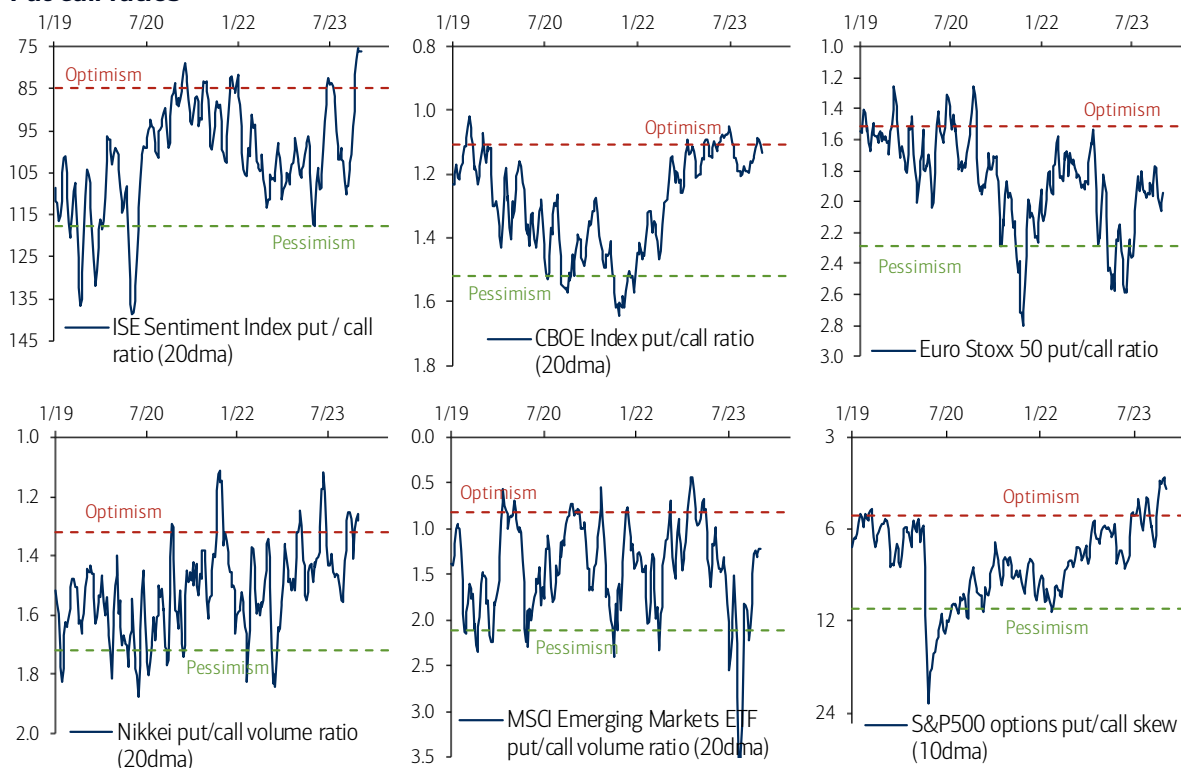 Put call ratios
1/19 7/20 1/22 7/23
75
85
95
105
115
125
135
145
Optimism
Pessimism
ISE Sentiment Index put / call
ratio (20dma)
1/19 7/20 1/22 7/23
0.8
1.0
1.2
1.4
1.6
1.8
Optimism
Pessimism
CBOE Index put/call ratio
(20dma)
1/19 7/20 1/22 7/23
1.0
1.2
1.4
1.6
1.8
2.0
2.2
2.4
2.6
2.8
3.0
Optimism
Pessimism
Euro Stoxx 50 put/call ratio
1/19 7/20 1/22 7/23
1.0
1.2
1.4
1.6
1.8
2.0
Optimism
Pessimism
Nikkei put/call volume ratio
(20dma)
1/19 7/20 1/22 7/23
0.0
0.5
1.0
1.5
2.0
2.5
3.0
3.5
Optimism
Pessimism
MSCI Emerging Markets ETF
put/call volume ratio (20dma)
1/19 7/20 1/22 7/23
3
6
12
24
Optimism
Pessimism
S&P500 options put/call skew
(10dma)